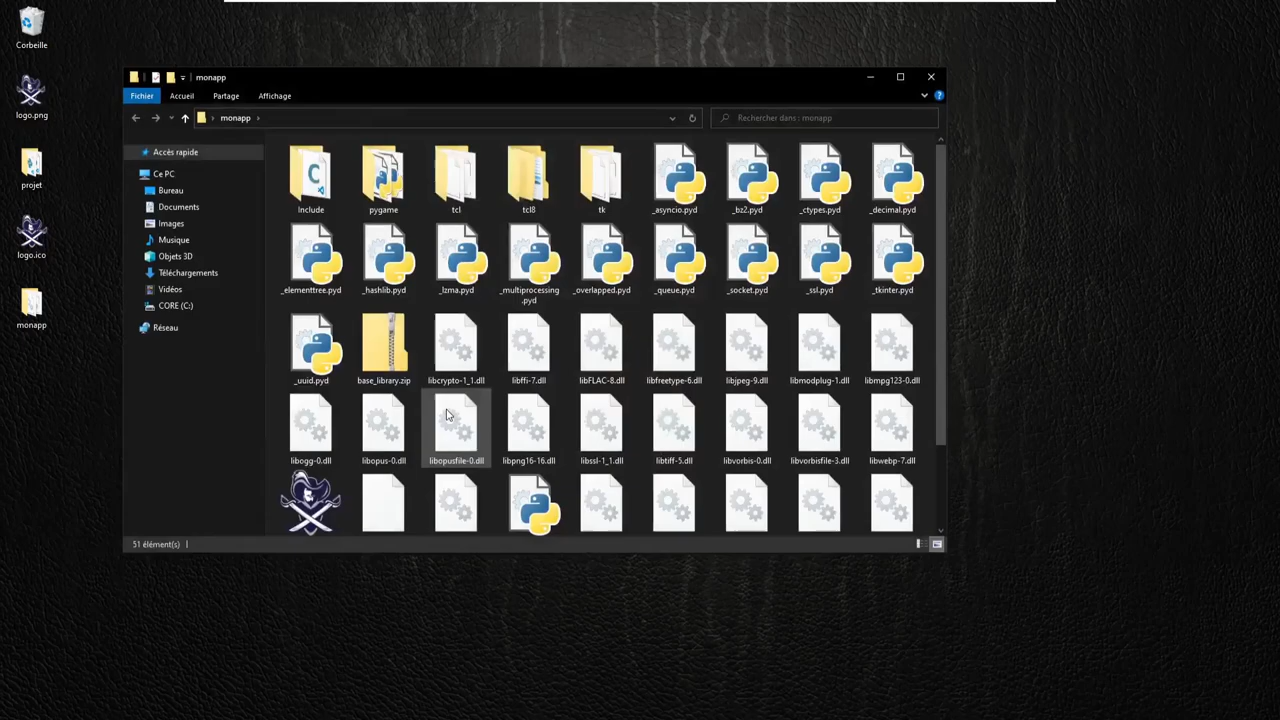 Corbeille
logo.png
projet
logo.ico
monapp
monapp
Fichier
Accueil
Partage
Affichage
monapp
Rechercher dans : monapp
Accès rapide
Ce PC
Bureau
Documents
Images
Musique
Objets 3D
Téléchargements
Vidéos
CORE (C:)
Réseau
Include
pygame
tcl
tcl8
tk
_asyncio.pyd
_bz2.pyd
_ctypes.pyd
_decimal.pyd
_elementtree.pyd
_hashlib.pyd
_lzma.pyd
_multiprocessing
.pyd
_overlapped.pyd
_queue.pyd
_socket.pyd
_ssl.pyd
_tkinter.pyd
_uuid.pyd
base_library.zip
libcrypto-1_1.dll
libffi-7.dll
libFLAC-8.dll
libfreetype-6.dll
libjpeg-9.dll
libmodplug-1.dll
libmpg123-0.dll
libogg-0.dll
libopus-0.dll
libopusfile-0.dll
libpng16-16.dll
libssl-1_1.dll
libtiff-5.dll
libvorbis-0.dll
libvorbisfile-3.dll
libwebp-7.dll
51 élément(s)